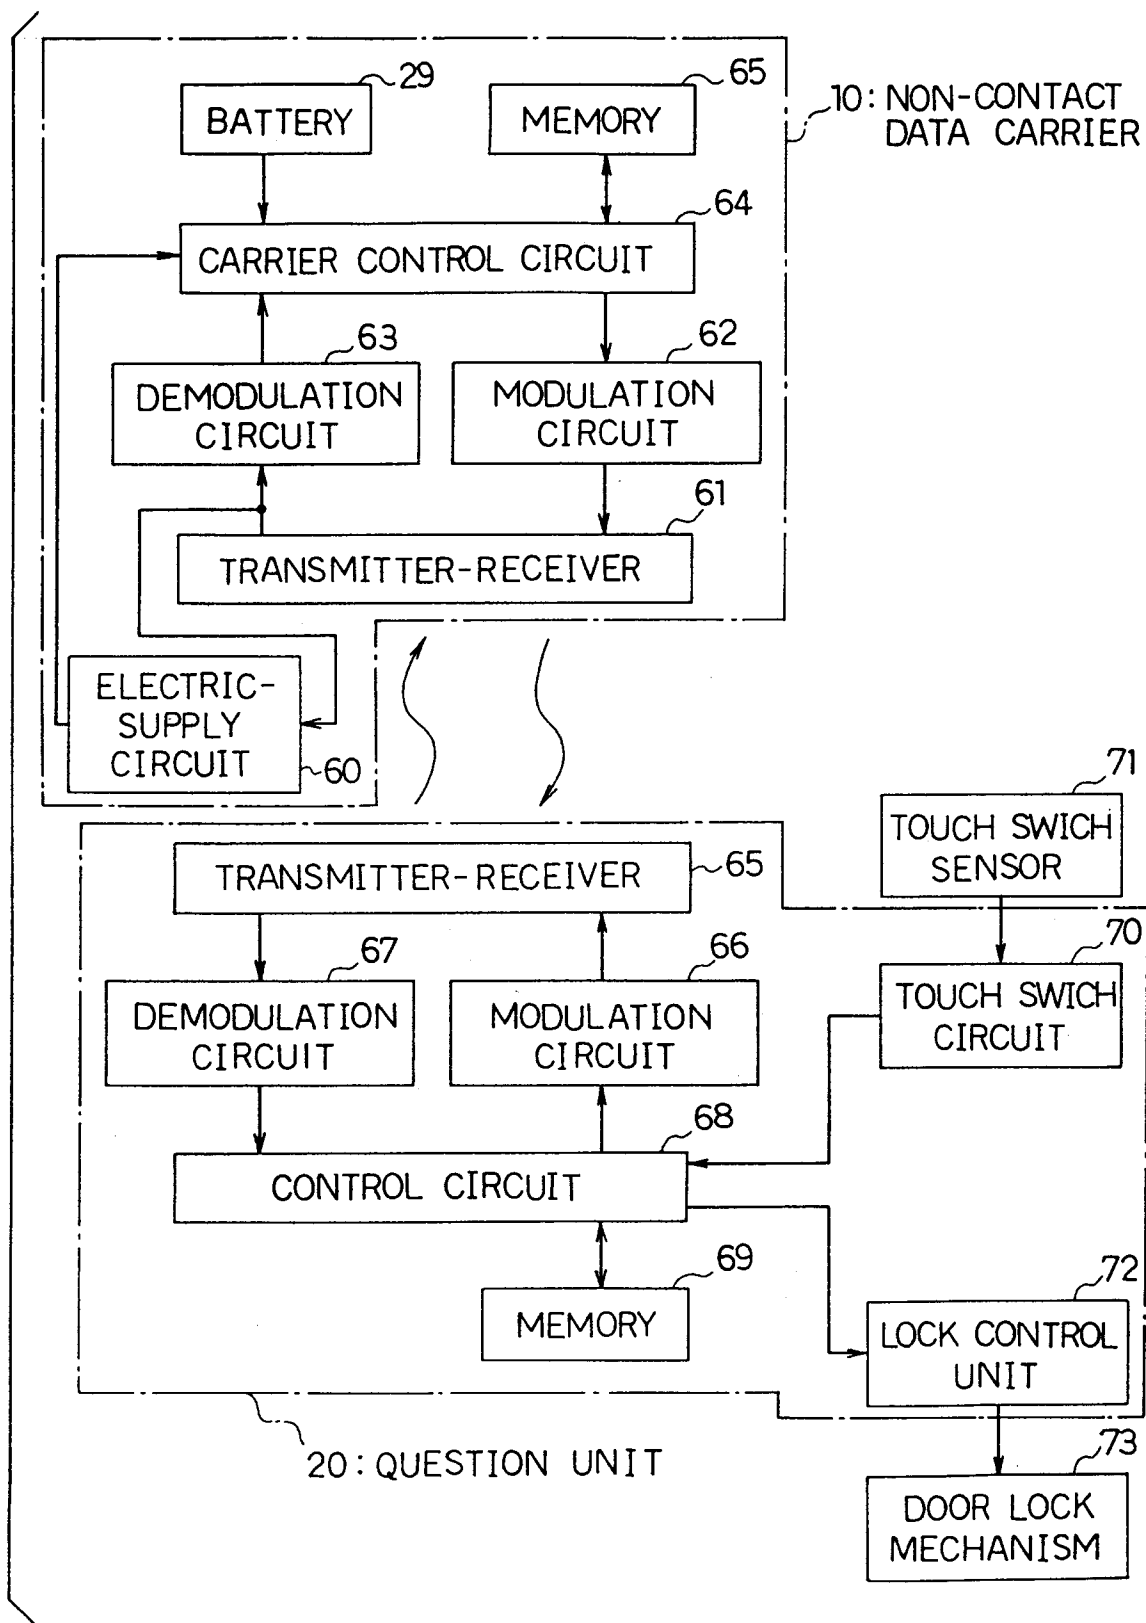 29
BATTERY
65
MEMORY
10: NON-CONTACT
DATA CARRIER
64
CARRIER CONTROL CIRCUIT
63
DEMODULATION
CIRCUIT
62
MODULATION
CIRCUIT
61
TRANSMITTER-RECEIVER
ELECTRIC-
SUPPLY
CIRCUIT
60
71
TOUCH SWICH
SENSOR
TRANSMITTER-RECEIVER
65
67
DEMODULATION
CIRCUIT
66
MODULATION
CIRCUIT
70
TOUCH SWICH
CIRCUIT
68
CONTROL CIRCUIT
69
MEMORY
72
LOCK CONTROL
UNIT
20: QUESTION UNIT
73
DOOR LOCK
MECHANISM